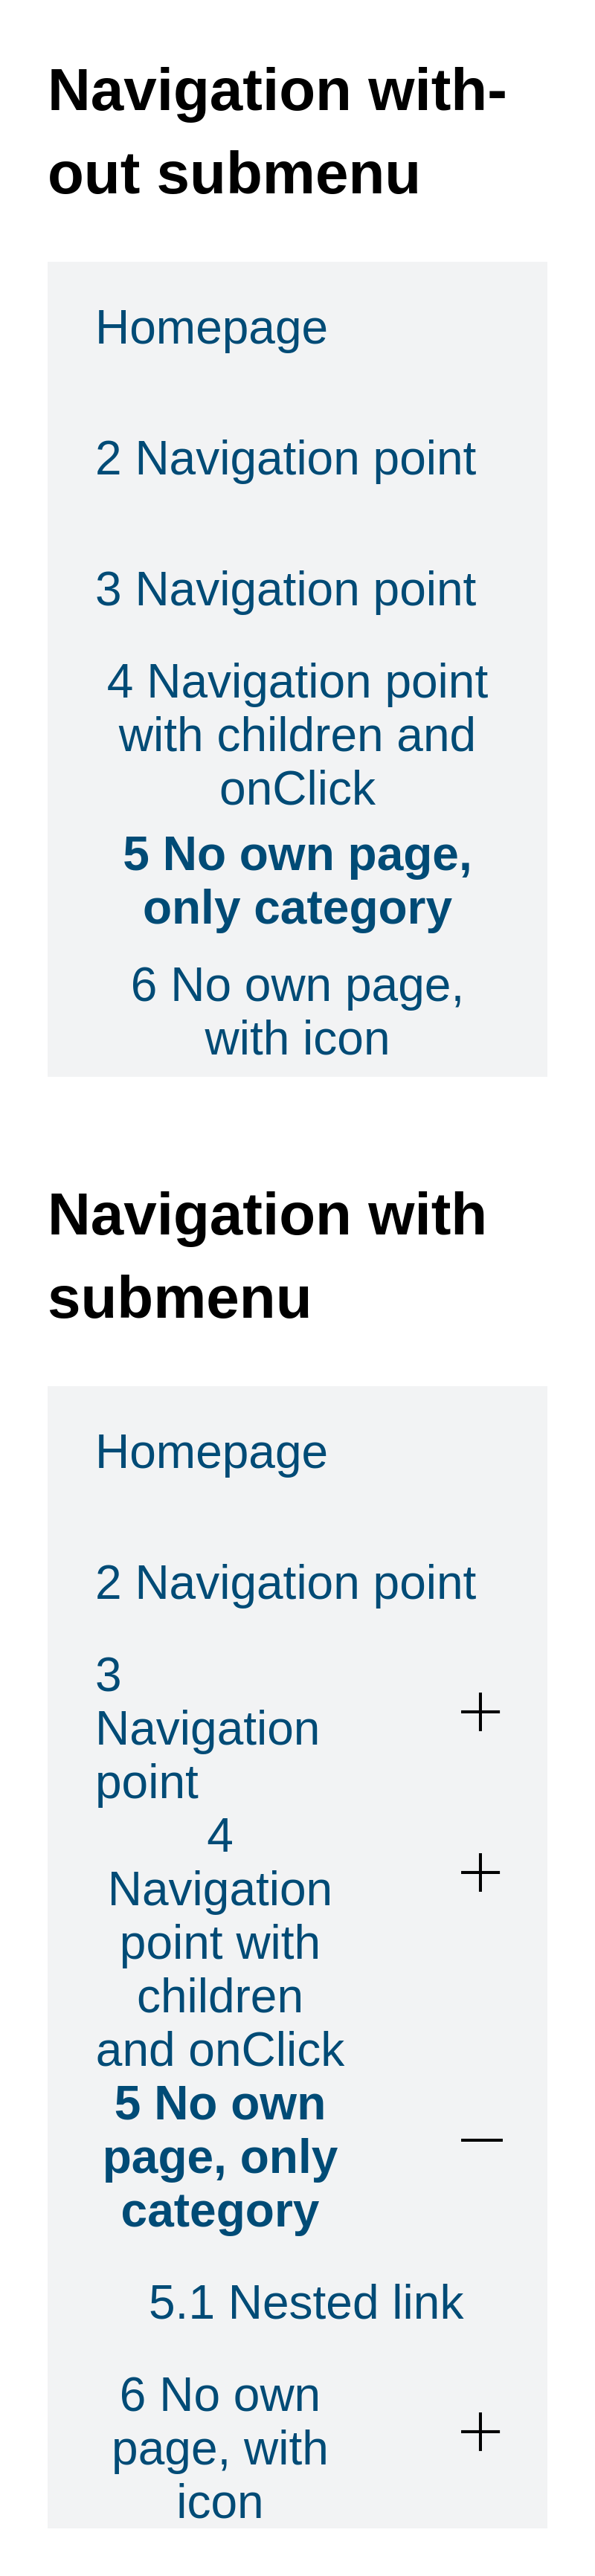 Navigation with-
out submenu
Homepage
2 Navigation point
3 Navigation point
4 Navigation point
with children and
onClick
5 No own page,
only category
6 No own page,
with icon
Navigation with
submenu
Homepage
2 Navigation point
3
Navigation
point
4
Navigation
point with
children
and onClick
5 No own
page, only
category
5.1 Nested link
6 No own
page, with
icon